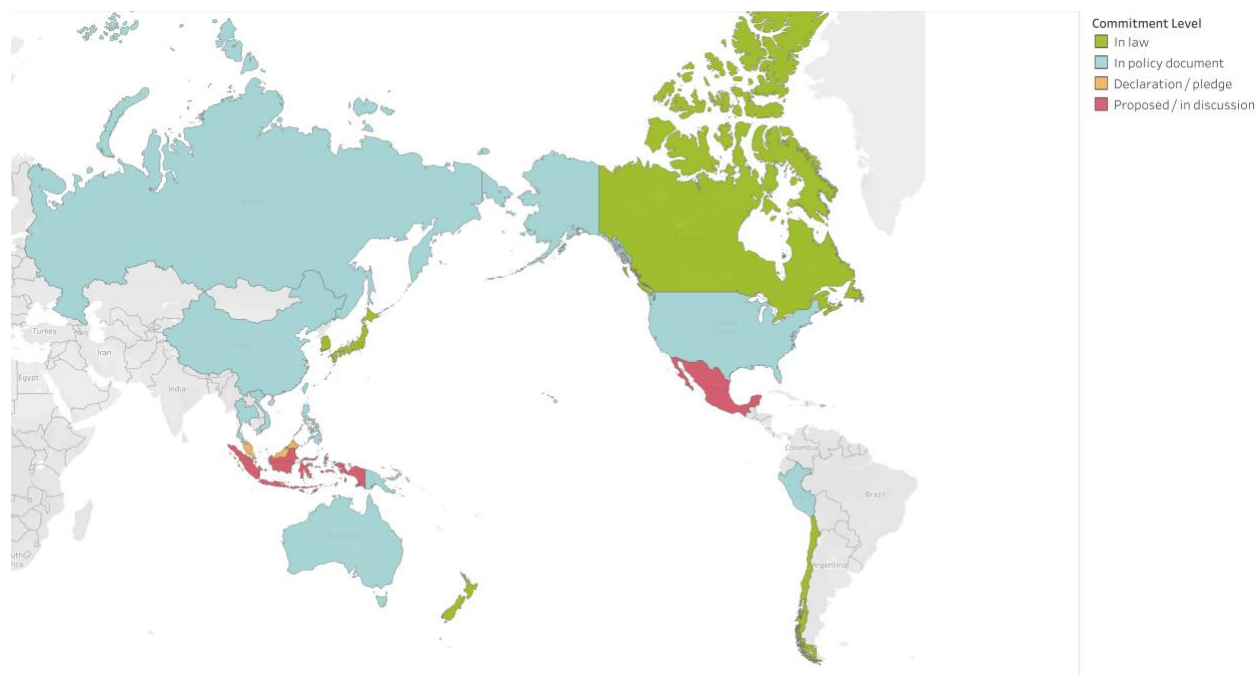 Commitment Level
In law
In policy document
Declaration / pledge
Proposed / in discussion
Turkey
Iran
Egypt
India
Colombia
Brazil
Argentina